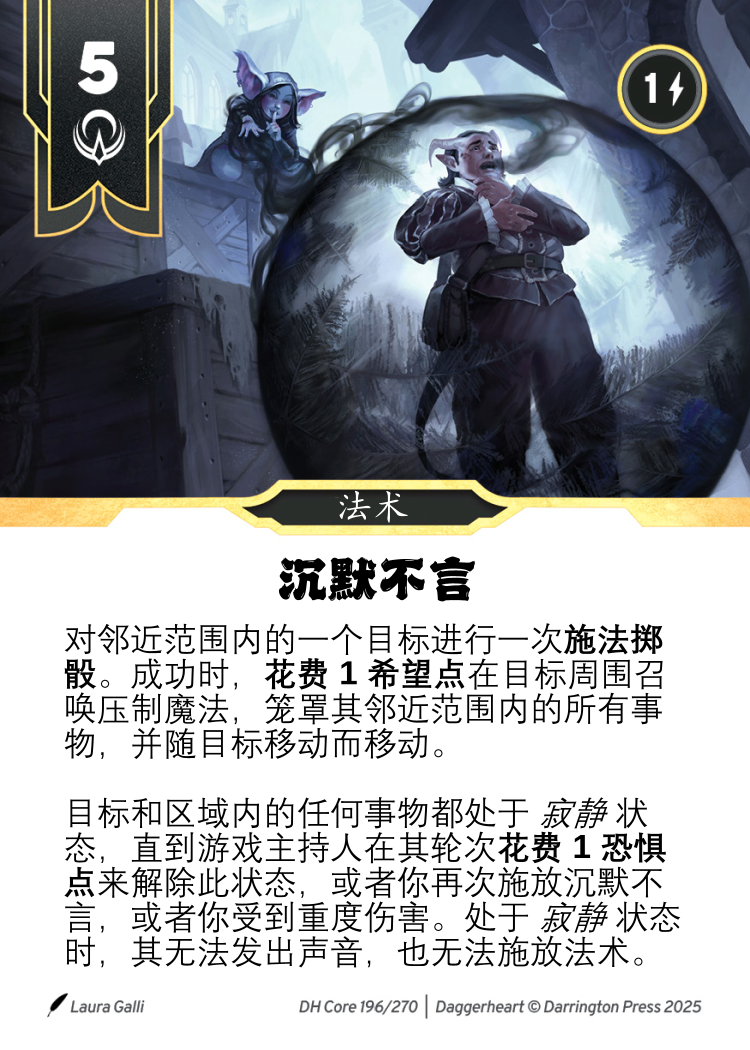 5
1
法术
沉默不言
对邻近范围内的一个目标进行一次施法掷
骰。成功时，花费 1 希望点在目标周围召
唤压制魔法，笼罩其邻近范围内的所有事
物，并随目标移动而移动。
目标和区域内的任何事物都处于 寂静 状
态，直到游戏主持人在其轮次花费 1 恐惧
点来解除此状态，或者你再次施放沉默不
言，或者你受到重度伤害。处于 寂静 状态
时，其无法发出声音，也无法施放法术。
Laura Galli
DH Core 196/270 | Daggerheart © Darrington Press 2025